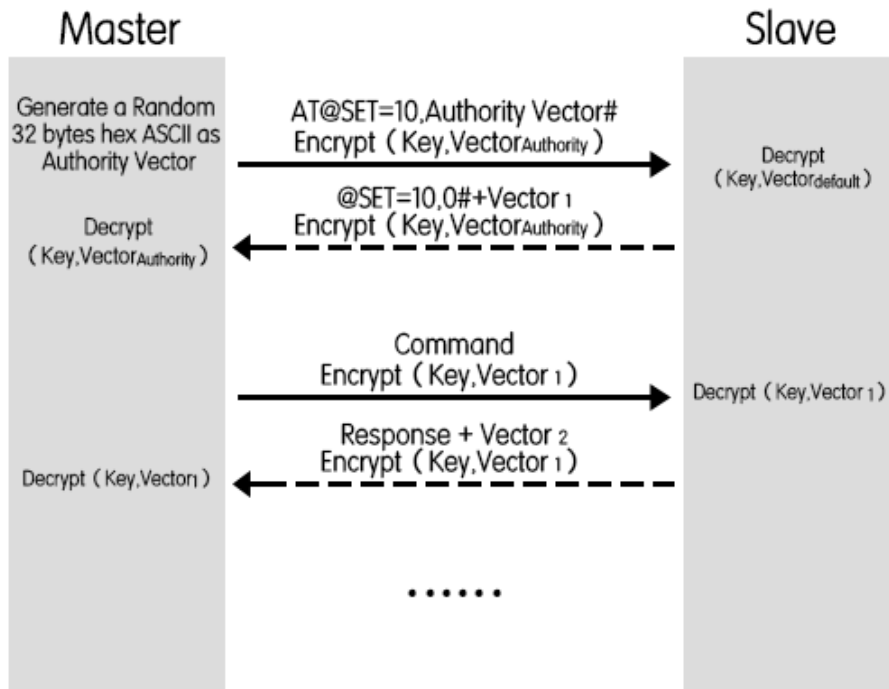 Master
Slave
Generate a Random
32 bytes hex ASCII as
Authority Vector
AT@SET=10,Authority Vector#
Encrypt（Key,VectorAuthority）
Decrypt
（Key,Vectordefault）
@SET=10,0#+Vector 1
Encrypt（Key,VectorAuthority）
Decrypt
（Key,VectorAuthority）
Command
Encrypt（Key,Vector 1）
Decrypt（Key,Vector 1）
Response + Vector 2
Encrypt（Key,Vector 1）
Decrypt（Key,Vector1）
······